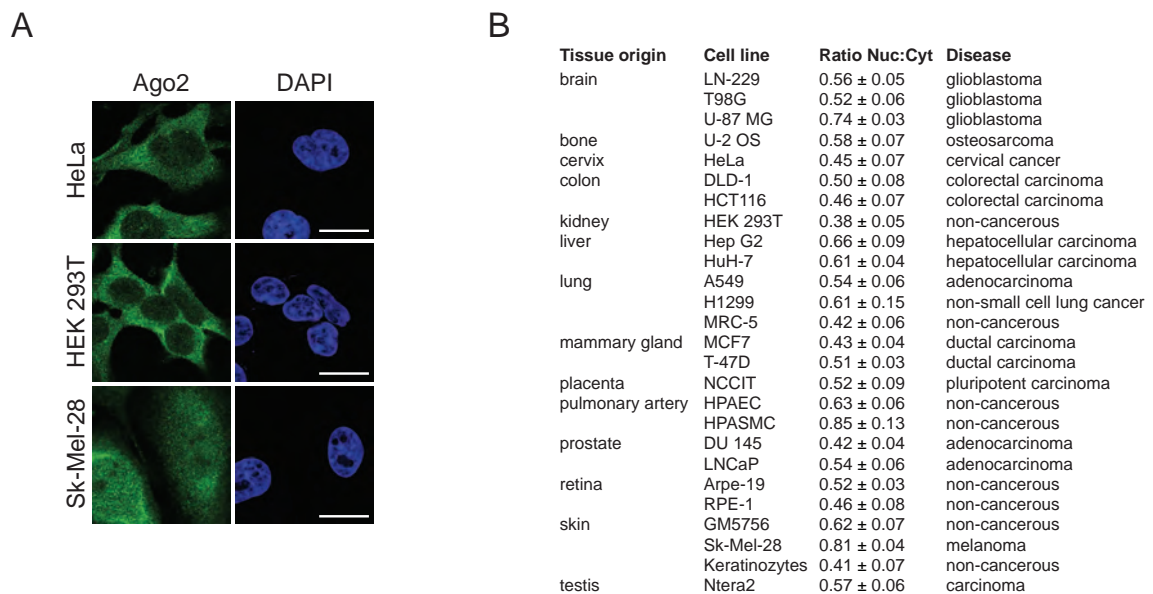 A
Ago2 DAPI
HeLa
HEK 293T
Sk-Mel-28
B
Tissue origin Cell line Ratio Nuc:Cyt Disease
brain LN-229 0.56 ± 0.05 glioblastoma
T98G 0.52 ± 0.06 glioblastoma
U-87 MG 0.74 ± 0.03 glioblastoma
bone U-2 OS 0.58 ± 0.07 osteosarcoma
cervix HeLa 0.45 ± 0.07 cervical cancer
colon DLD-1 0.50 ± 0.08 colorectal carcinoma
HCT116 0.46 ± 0.07 colorectal carcinoma
kidney HEK 293T 0.38 ± 0.05 non-cancerous
liver Hep G2 0.66 ± 0.09 hepatocellular carcinoma
HuH-7 0.61 ± 0.04 hepatocellular carcinoma
lung A549 0.54 ± 0.06 adenocarcinoma
H1299 0.61 ± 0.15 non-small cell lung cancer
MRC-5 0.42 ± 0.06 non-cancerous
mammary gland MCF7 0.43 ± 0.04 ductal carcinoma
T-47D 0.51 ± 0.03 ductal carcinoma
placenta NCCIT 0.52 ± 0.09 pluripotent carcinoma
pulmonary artery HPAEC 0.63 ± 0.06 non-cancerous
HPASMC 0.85 ± 0.13 non-cancerous
prostate DU 145 0.42 ± 0.04 adenocarcinoma
LNCaP 0.54 ± 0.06 adenocarcinoma
retina Arpe-19 0.52 ± 0.03 non-cancerous
RPE-1 0.46 ± 0.08 non-cancerous
skin GM5756 0.62 ± 0.07 non-cancerous
Sk-Mel-28 0.81 ± 0.04 melanoma
Keratinozytes 0.41 ± 0.07 non-cancerous
testis Ntera2 0.57 ± 0.06 carcinoma